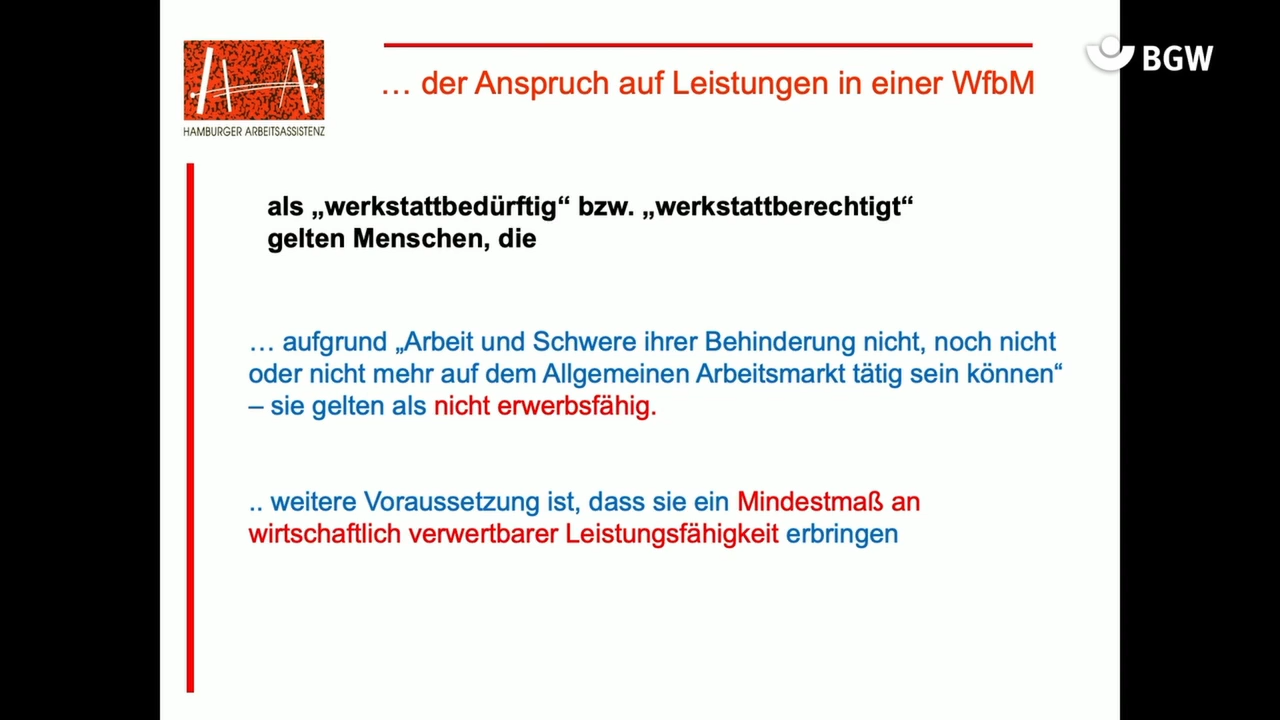 HAMBURGER ARBEITSASSISTENZ
… der Anspruch auf Leistungen in einer WfbM
BGW
als „werkstattbedürftig“ bzw. „werkstattberechtigt“
gelten Menschen, die
… aufgrund „Arbeit und Schwere ihrer Behinderung nicht, noch nicht
oder nicht mehr auf dem Allgemeinen Arbeitsmarkt tätig sein können“
– sie gelten als nicht erwerbsfähig.
.. weitere Voraussetzung ist, dass sie ein Mindestmaß an
wirtschaftlich verwertbarer Leistungsfähigkeit erbringen